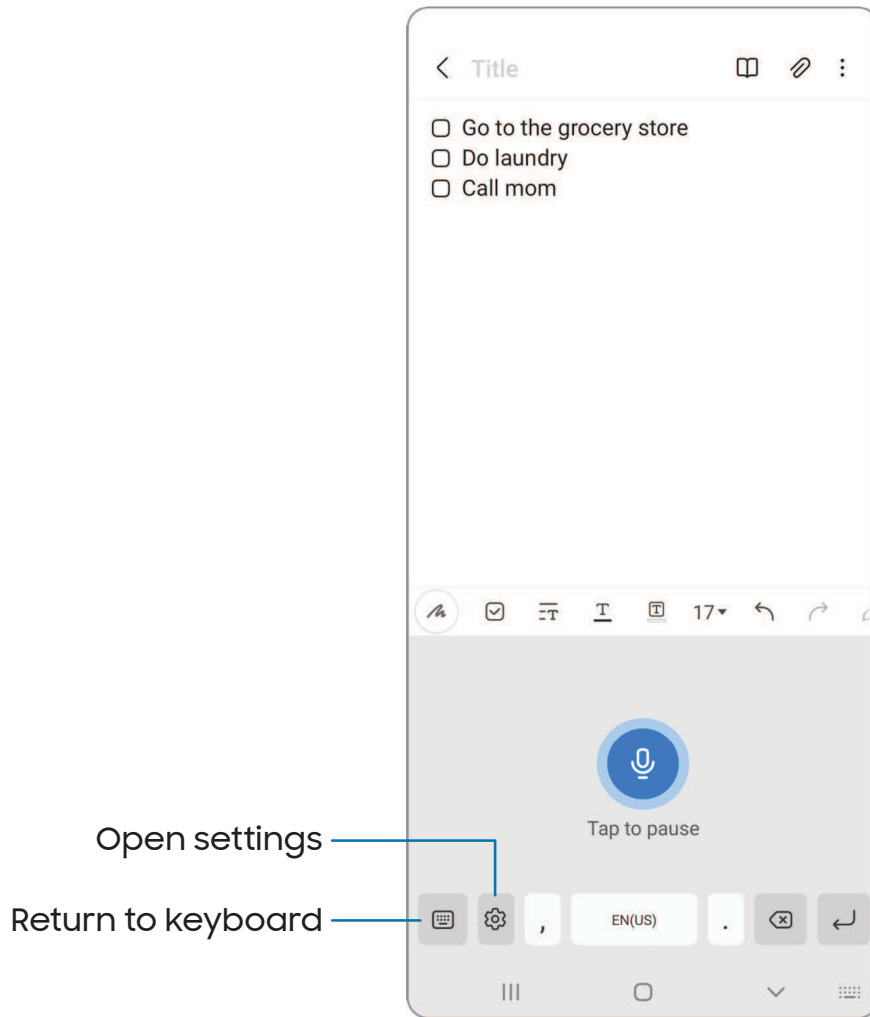 Title
Go to the grocery store
Do laundry
Call mom
T
T
T
17
Tap to pause
Open settings
Return to keyboard
,
EN(US)
.